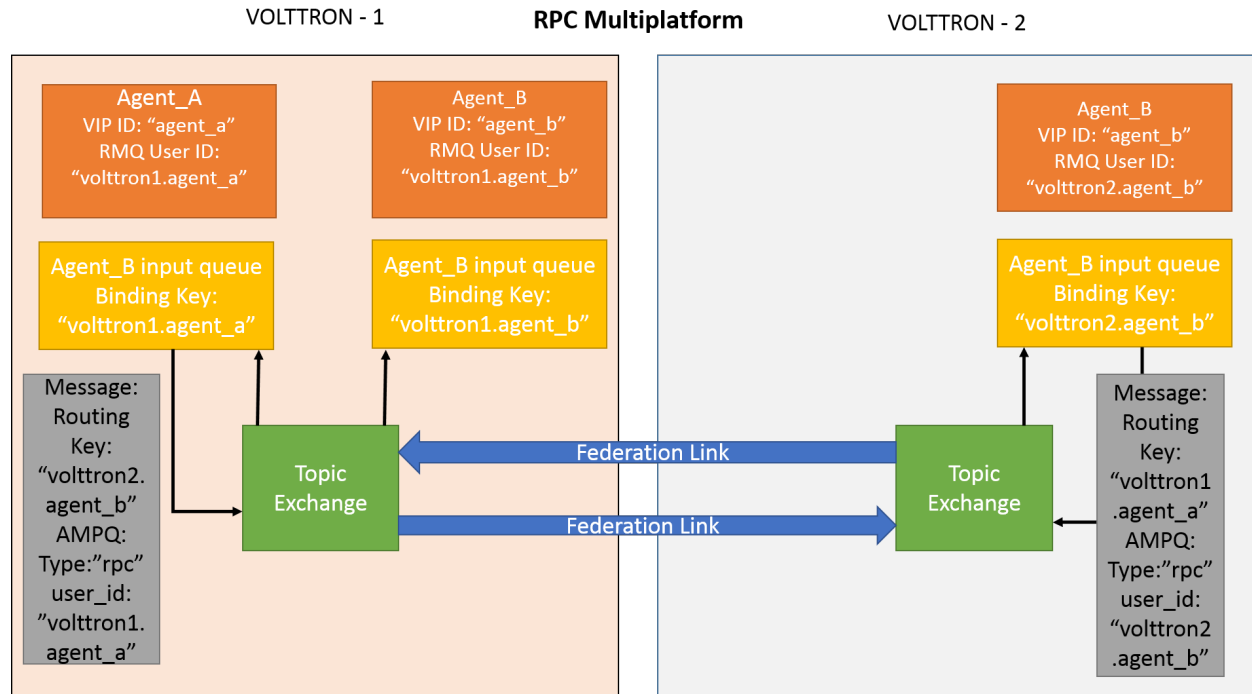 VOLTTRON - 1
RPC Multiplatform
VOLTTRON - 2
Agent_A
VIP ID: “agent_a”
RMQ User ID:
“volttron1.agent_a”
Agent_B
VIP ID: “agent_b”
RMQ User ID:
“volttron1.agent_b”
Agent_B
VIP ID: “agent_b”
RMQ User ID:
“volttron2.agent_b”
Agent_B input queue
Binding Key:
“volttron1.agent_a”
Agent_B input queue
Binding Key:
“volttron1.agent_b”
Agent_B input queue
Binding Key:
“volttron2.agent_b”
Message:
Routing
Key:
“volttron2.
agent_b”
AMPQ:
Type:”rpc”
user_id:
”volttron1.
agent_a”
Topic
Exchange
Federation Link
Federation Link
Topic
Exchange
Message:
Routing
Key:
“volttron1
.agent_a”
AMPQ:
Type:”rpc”
user_id:
“volttron2
.agent_b”